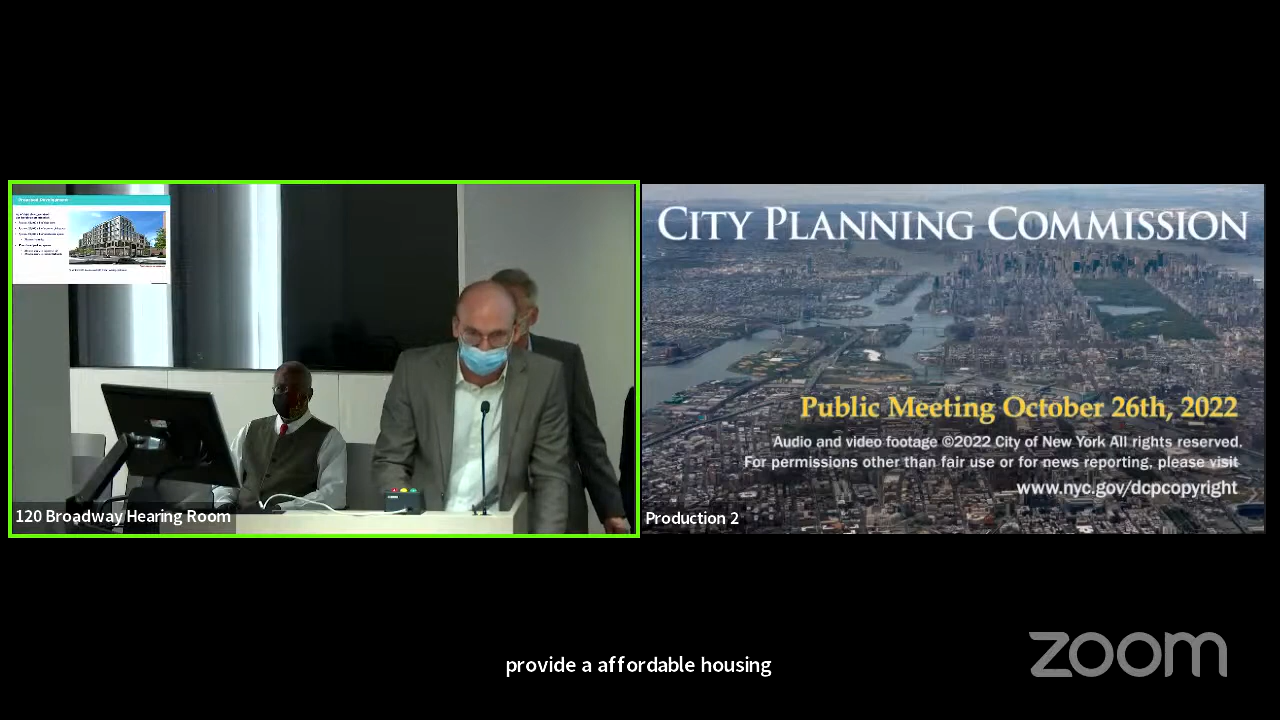 Proposed Development
120 Broadway Hearing Room
CITY PLANNING COMMISSION
Public Meeting October 26th, 2022
Audio and video footage ©2022 City of New York All rights reserved.
For permissions other than fair use or for news reporting, please visit
www.nyc.gov/dcpcopyright
Production 2
provide a affordable housing
zoom